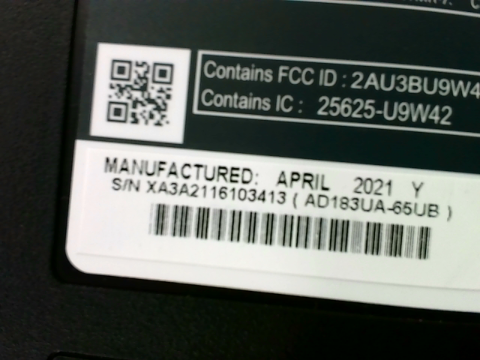 Contains FCC ID : 2AU3BU9W4
Contains IC : 25625-U9W42
MANUFACTURED: APRIL 2021 Y
S/N XA3A2116103413 ( AD183UA-65UB )